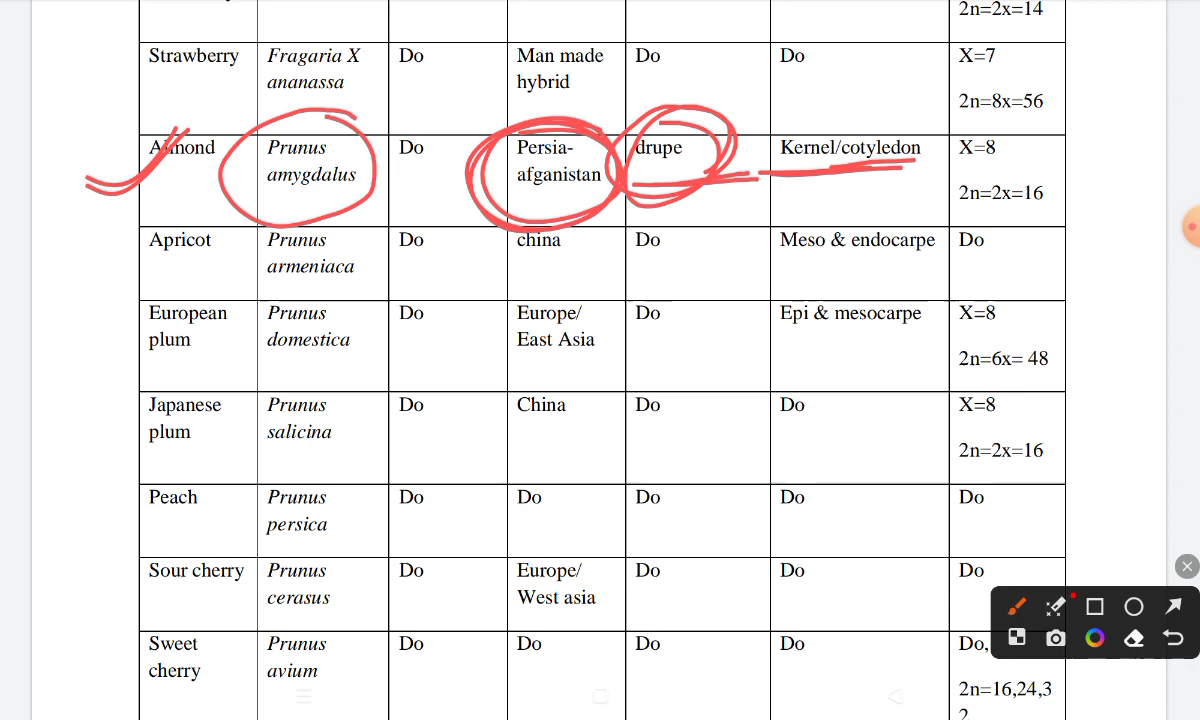 2n=2x=14
Strawberry Fragaria X Do Man made Do Do X=7
ananassa hybrid
2n=8x=56
Almond Prunus Do Persia- drupe Kernel/cotyledon X=8
amygdalus afganistan
2n=2x=16
Apricot Prunus Do china Do Meso & endocarpe Do
armeniaca
European Prunus Do Europe/ Do Epi & mesocarpe X=8
plum domestica East Asia
2n=6x= 48
Japanese Prunus Do China Do Do X=8
plum salicina
2n=2x=16
Peach Prunus Do Do Do Do Do
persica
Sour cherry Prunus Do Europe/ Do Do Do
cerasus West asia
Sweet Prunus Do Do Do Do Do,
cherry avium
2n=16,24,3
2